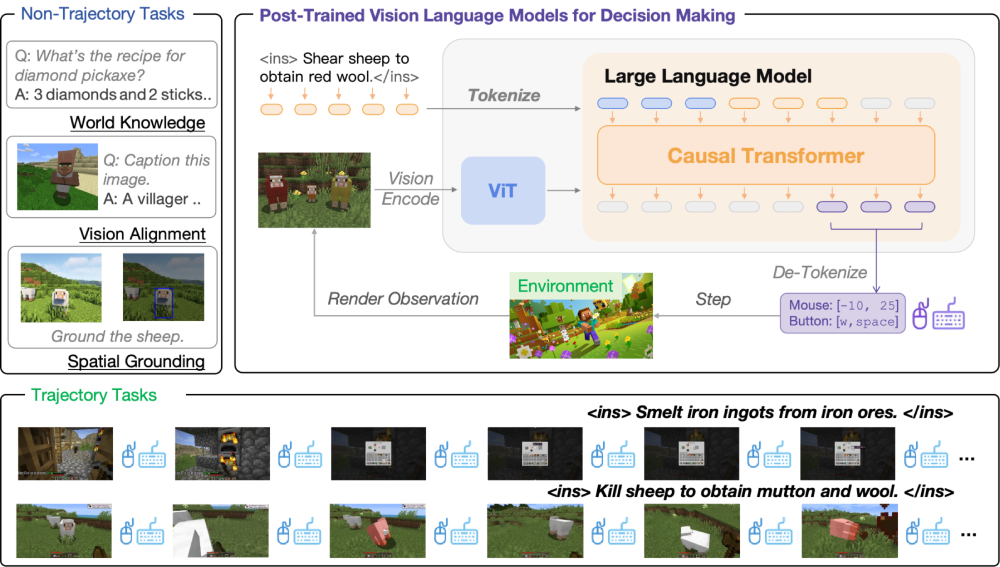 Non-Trajectory Tasks
Q: What's the recipe for
diamond pickaxe?
A: 3 diamonds and 2 sticks..
World Knowledge
Q: Caption this
image.
A: A villager ..
Vision Alignment
Ground the sheep.
Spatial Grounding
Post-Trained Vision Language Models for Decision Making
<ins> Shear sheep to
obtain red wool.</ins>
Tokenize
Large Language Model
Causal Transformer
Vision
Encode
ViT
De-Tokenize
Environment
Render Observation
Step
Mouse: [-10, 25]
Button: [w,space]
Trajectory Tasks
<ins> Smelt iron ingots from iron ores. </ins>
...
<ins> Kill sheep to obtain mutton and wool. </ins>
...